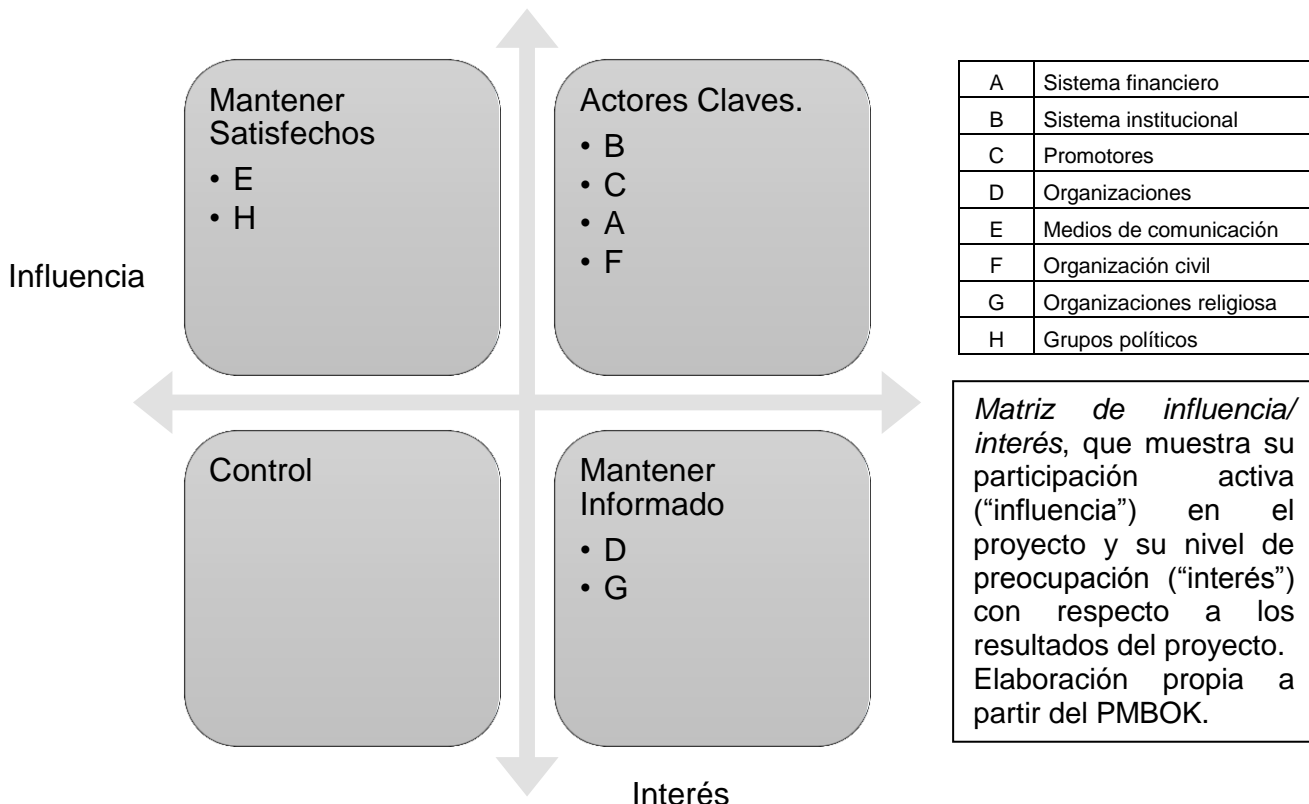 Mantener
Satisfechos
• E
• H
Actores Claves.
• B
• C
• A
• F
Influencia
Control
Mantener
Informado
• D
• G
Interés
A Sistema financiero
B Sistema institucional
C Promotores
D Organizaciones
E Medios de comunicación
F Organización civil
G Organizaciones religiosa
H Grupos políticos
Matriz de influencia/
interés, que muestra su
participación activa
(“influencia”) en el
proyecto y su nivel de
preocupación (“interés”)
con respecto a los
resultados del proyecto.
Elaboración propia a
partir del PMBOK.